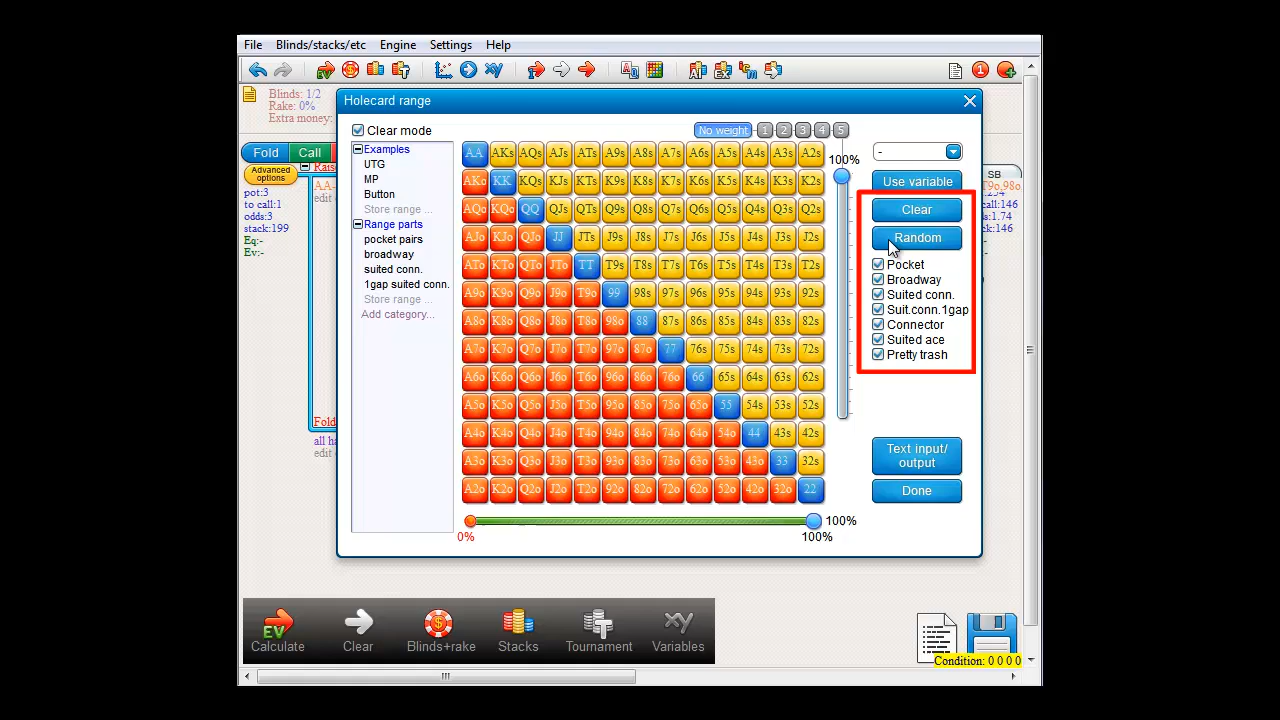 File Blinds/stacks/etc Engine Settings Help
Blinds: 1/2
Rake: 0%
Extra money:
Holecard range
Clear mode
No weight 1 2 3 4 5
Fold Call
Advanced options
pot:3
to call:1
odds:3
stack:199
Eq:-
Ev:-
Examples
UTG
MP
Button
Store range ...
Range parts
pocket pairs
broadway
suited conn.
1gap suited conn.
Store range ...
Add category...
AA AKs AQs AJs ATs A9s A8s A7s A6s A5s A4s A3s A2s
AKo KK KQs KJs KTs K9s K8s K7s K6s K5s K4s K3s K2s
AQo KQo QQ QJs QTs Q9s Q8s Q7s Q6s Q5s Q4s Q3s Q2s
AJo KJo QJo JJ JTs J9s J8s J7s J6s J5s J4s J3s J2s
ATo KTo QTo JTo TT T9s T8s T7s T6s T5s T4s T3s T2s
A9o K9o Q9o J9o T9o 99 98s 97s 96s 95s 94s 93s 92s
A8o K8o Q8o J8o T8o 98o 88 87s 86s 85s 84s 83s 82s
A7o K7o Q7o J7o T7o 97o 87o 77 76s 75s 74s 73s 72s
A6o K6o Q6o J6o T6o 96o 86o 76o 66 65s 64s 63s 62s
A5o K5o Q5o J5o T5o 95o 85o 75o 65o 55 54s 53s 52s
A4o K4o Q4o J4o T4o 94o 84o 74o 64o 54o 44 43s 42s
A3o K3o Q3o J3o T3o 93o 83o 73o 63o 53o 43o 33 32s
A2o K2o Q2o J2o T2o 92o 82o 72o 62o 52o 42o 32o 22
100%
-
Use variable
Clear
Random
Pocket
Broadway
Suited conn.
Suit.conn.1gap
Connector
Suited ace
Pretty trash
Text input/
output
Done
100%
0% 100%
SB
T9o,98o,
call:146
odds:1.74
stack:146
Calculate Clear Blinds+rake Stacks Tournament Variables
Condition: 0 0 0 0